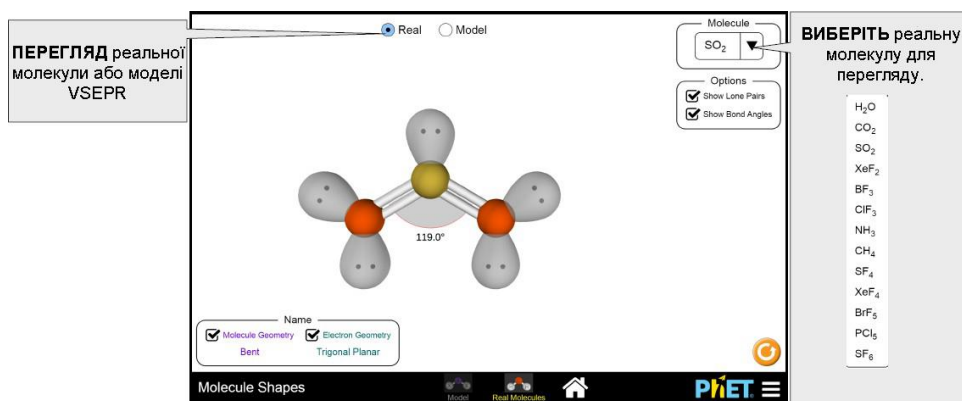 ПЕРЕГЛЯД реальної
молекули або моделі
VSEPR
Real
Model
Molecule
SO₂
Options
Show Lone Pairs
Show Bond Angles
119.0°
Name
Molecule Geometry
Electron Geometry
Bent
Trigonal Planar
Molecule Shapes
Model
Real Molecules
PhET
ВИБЕРІТЬ реальну
молекулу для
перегляду.
H₂O
CO₂
SO₂
XeF₂
BF₃
ClF₃
NH₃
CH₄
SF₄
XeF₄
BrF₅
PCl₅
SF₆